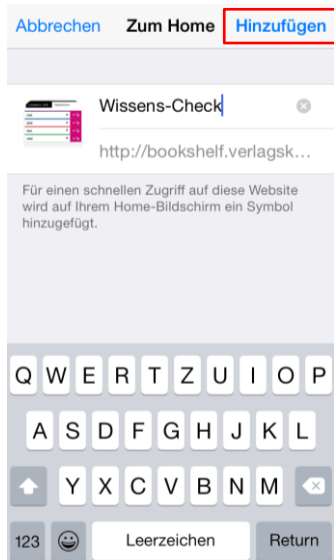 Abbrechen Zum Home Hinzufügen
Wissens-Check
http://bookshelf.verlagsk...
Für einen schnellen Zugriff auf diese Website
wird auf Ihrem Home-Bildschirm ein Symbol
hinzugefügt.
Q W E R T Z U I O P
A S D F G H J K L
Y X C V B N M
123 Leerzeichen Return